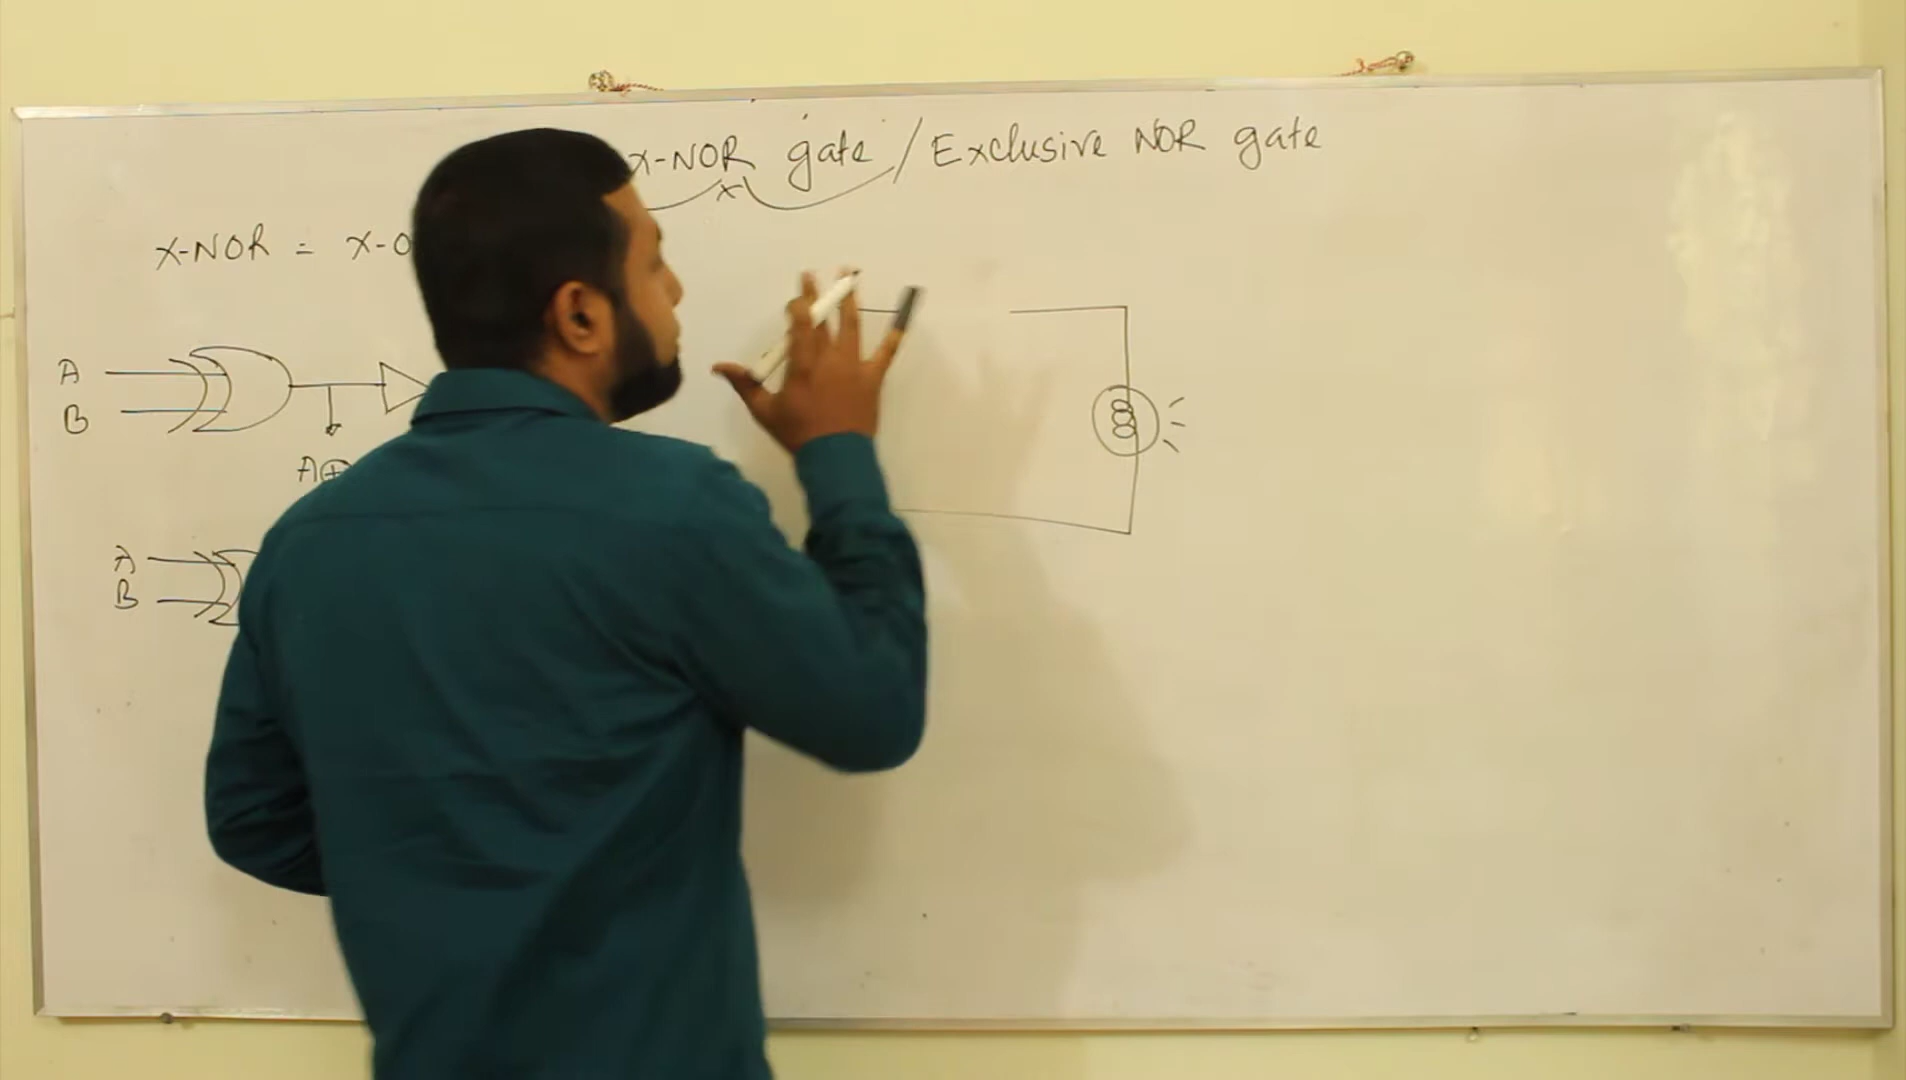 X-NOR gate / Exclusive NOR gate
x
X-NOR = X-O
A
B
A⊕
A
B